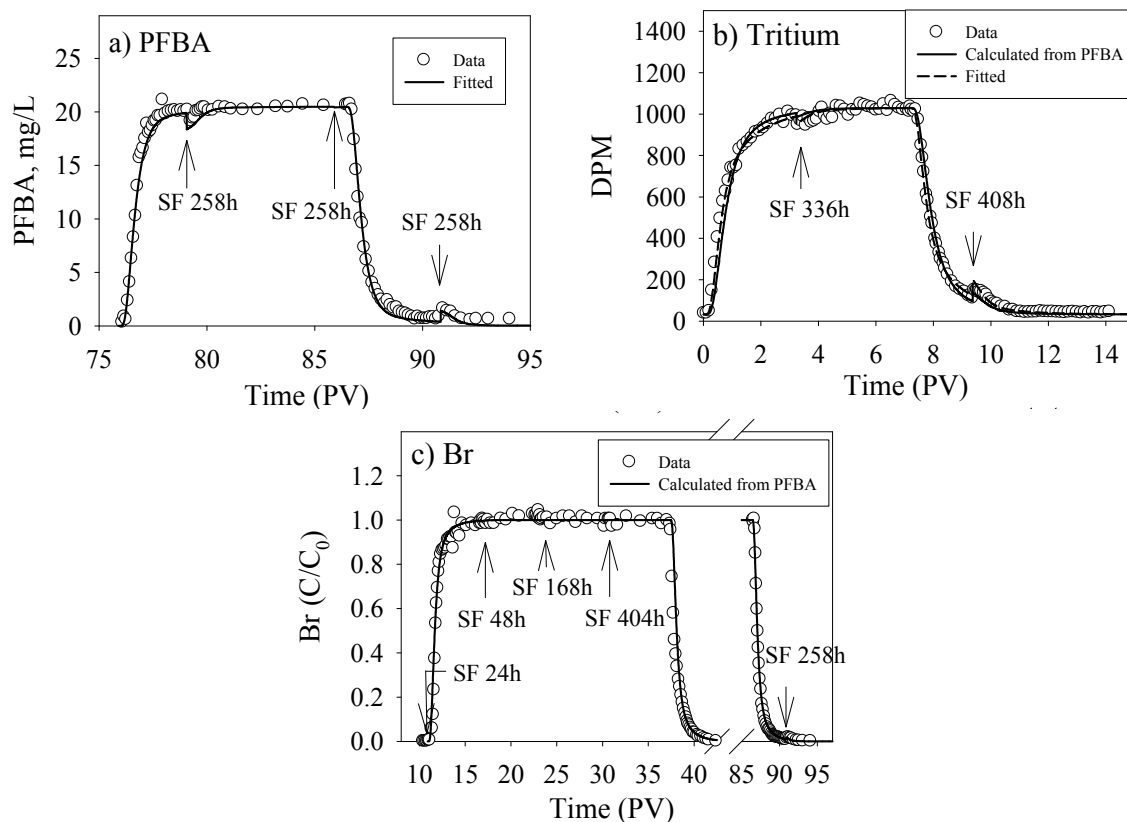 a) PFBA
Data
Fitted
PFBA, mg/L
25
20
15
10
5
0
SF 258h
SF 258h
SF 258h
75 80 85 90 95
Time (PV)
b) Tritium
Data
Calculated from PFBA
Fitted
DPM
1400
1200
1000
800
600
400
200
0
SF 336h
SF 408h
0 2 4 6 8 10 12 14
Time (PV)
c) Br
Data
Calculated from PFBA
Br (C/C0)
1.2
1.0
0.8
0.6
0.4
0.2
0.0
SF 48h
SF 168h
SF 404h
SF 24h
SF 258h
10 15 20 25 30 35 40 85 90 95
Time (PV)